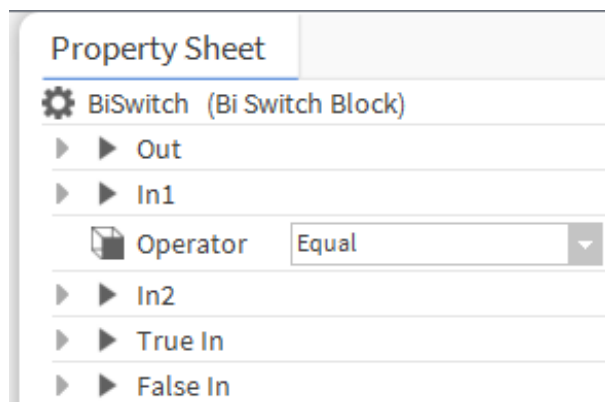 Property Sheet
BiSwitch (Bi Switch Block)
Out
In1
Operator Equal
In2
True In
False In